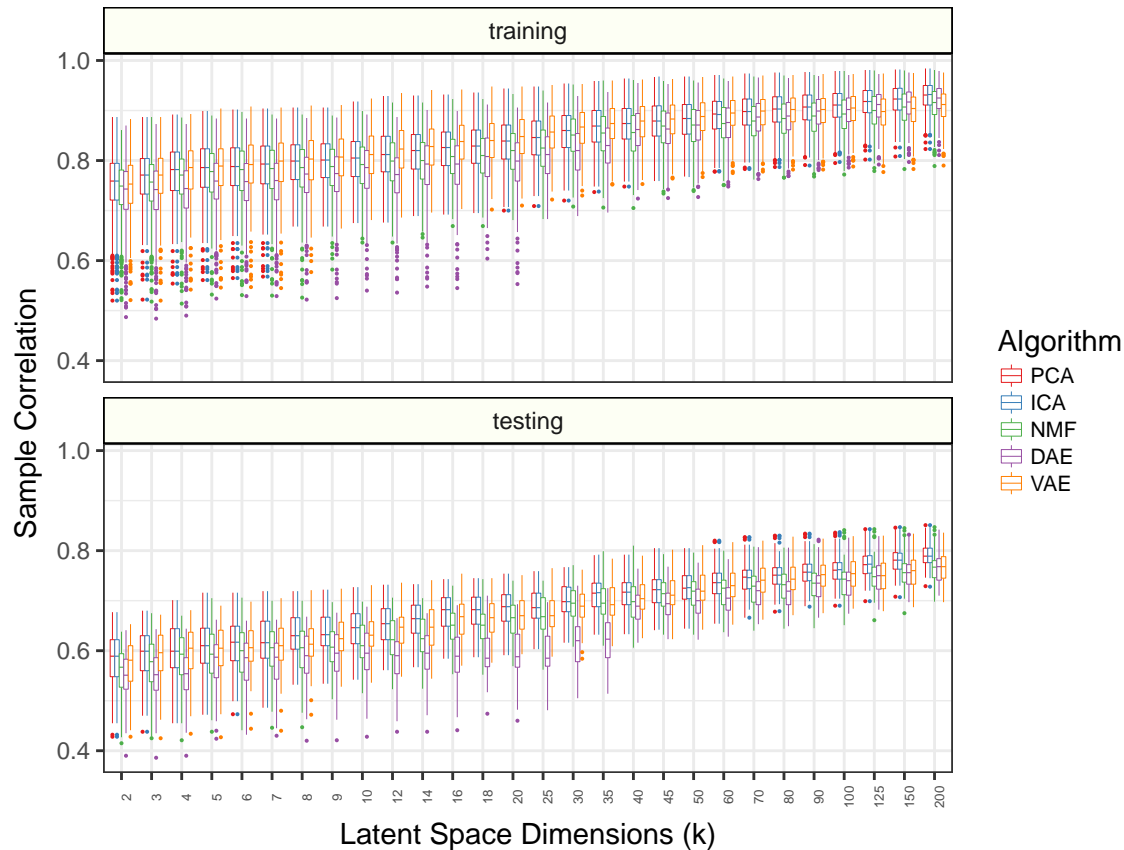 training
1.0
0.8
0.6
0.4
testing
1.0
0.8
0.6
0.4
2 3 4 5 6 7 8 9 10 12 14 16 18 20 25 30 35 40 45 50 60 70 80 90 100 125 150 200
Latent Space Dimensions (k)
Sample Correlation
Algorithm
PCA
ICA
NMF
DAE
VAE